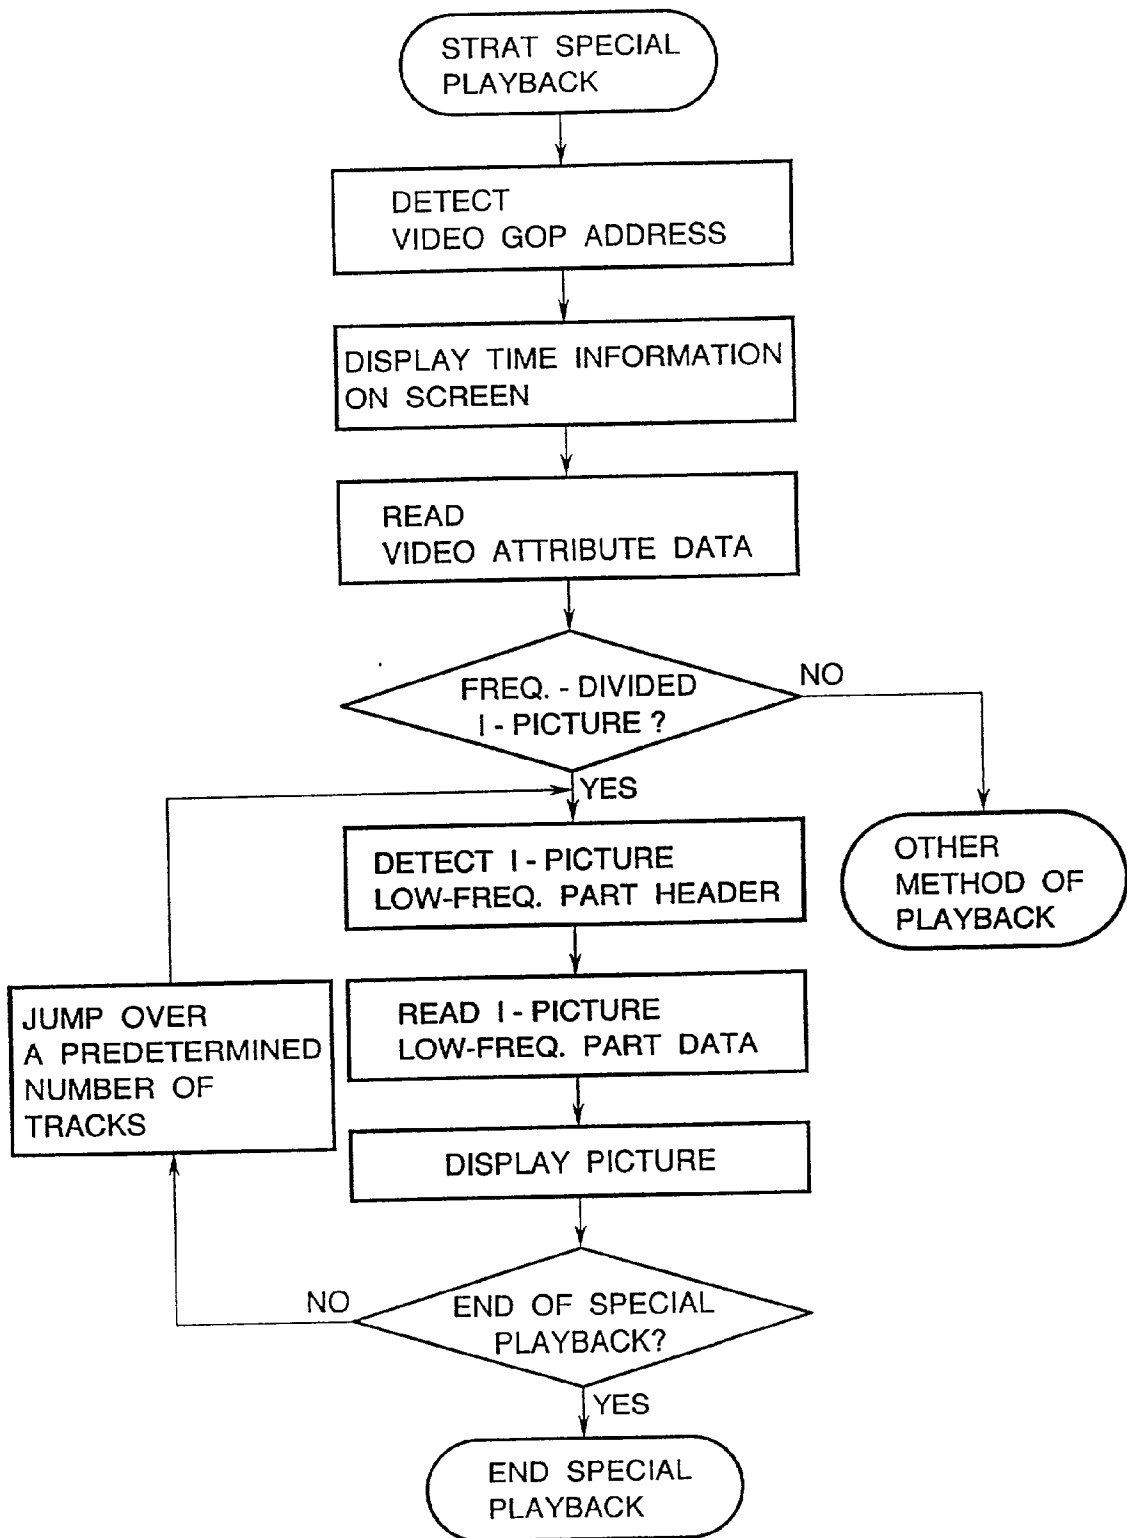 STRAT SPECIAL
PLAYBACK
DETECT
VIDEO GOP ADDRESS
DISPLAY TIME INFORMATION
ON SCREEN
READ
VIDEO ATTRIBUTE DATA
FREQ. - DIVIDED
I - PICTURE ?
NO
YES
DETECT I - PICTURE
LOW-FREQ. PART HEADER
OTHER
METHOD OF
PLAYBACK
JUMP OVER
A PREDETERMINED
NUMBER OF
TRACKS
READ I - PICTURE
LOW-FREQ. PART DATA
DISPLAY PICTURE
NO
END OF SPECIAL
PLAYBACK?
YES
END SPECIAL
PLAYBACK